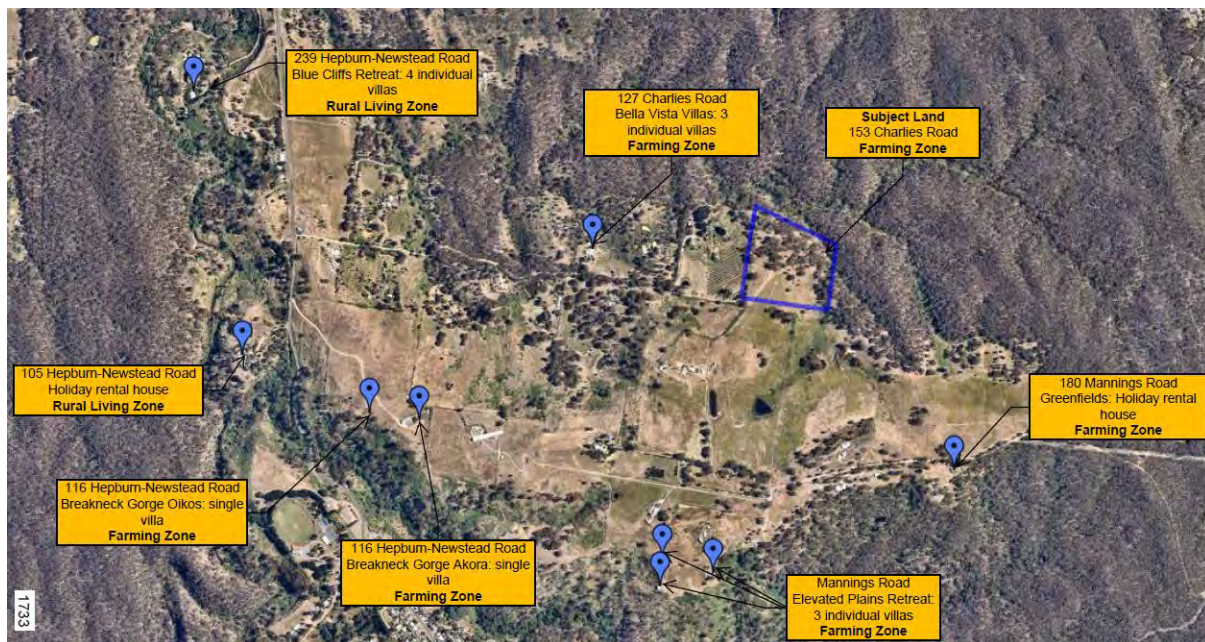 239 Hepburn-Newstead Road
Blue Cliffs Retreat: 4 individual
villas
Rural Living Zone
127 Charlies Road
Bella Vista Villas: 3
individual villas
Farming Zone
Subject Land
153 Charlies Road
Farming Zone
105 Hepburn-Newstead Road
Holiday rental house
Rural Living Zone
180 Mannings Road
Greenfields: Holiday rental
house
Farming Zone
116 Hepburn-Newstead Road
Breakneck Gorge Oikos: single
villa
Farming Zone
116 Hepburn-Newstead Road
Breakneck Gorge Akora: single
villa
Farming Zone
Mannings Road
Elevated Plains Retreat:
3 individual villas
Farming Zone
1733